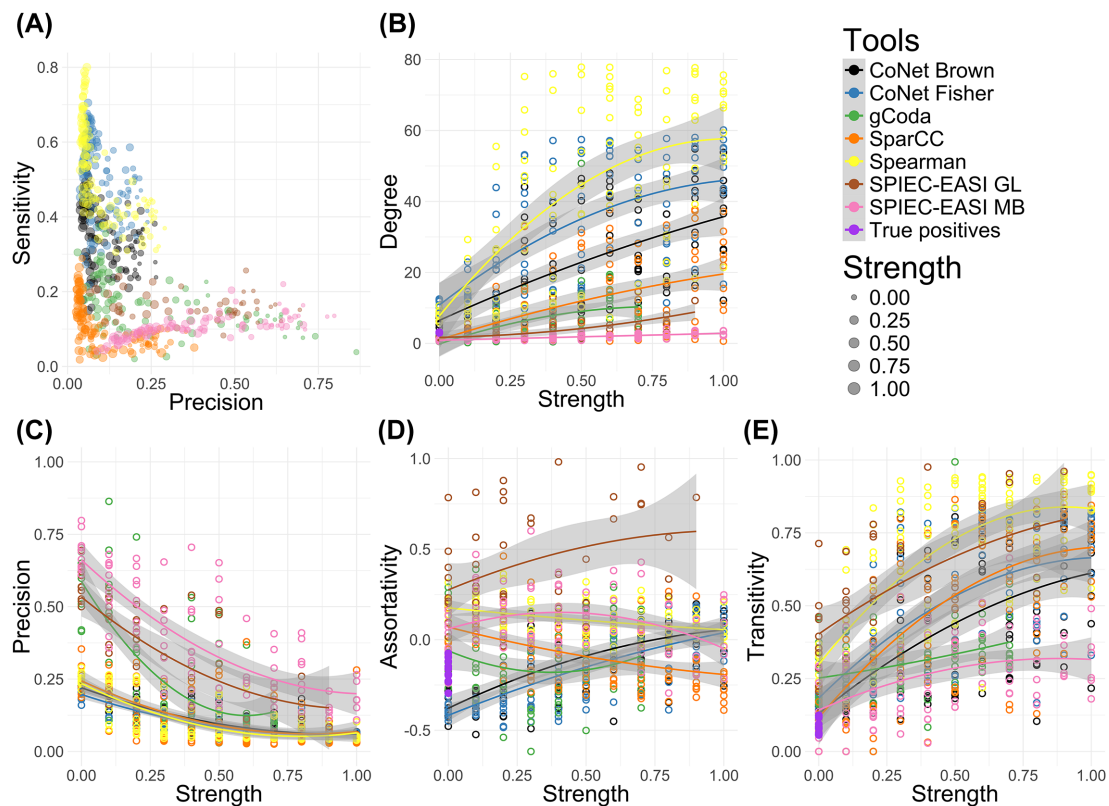 (A)
0.8
0.6
0.4
0.2
0.0
Sensitivity
0.00
0.25
0.50
0.75
Precision
(B)
80
60
40
20
0
Degree
0.00
0.25
0.50
0.75
1.00
Strength
Tools
CoNet Brown
CoNet Fisher
gCoda
SparCC
Spearman
SPIEC-EASI GL
SPIEC-EASI MB
True positives
Strength
0.00
0.25
0.50
0.75
1.00
(C)
1.00
0.75
0.50
0.25
0.00
Precision
0.00
0.25
0.50
0.75
1.00
Strength
(D)
1.0
0.5
0.0
-0.5
Assortativity
0.00
0.25
0.50
0.75
1.00
Strength
(E)
1.00
0.75
0.50
0.25
0.00
Transitivity
0.00
0.25
0.50
0.75
1.00
Strength